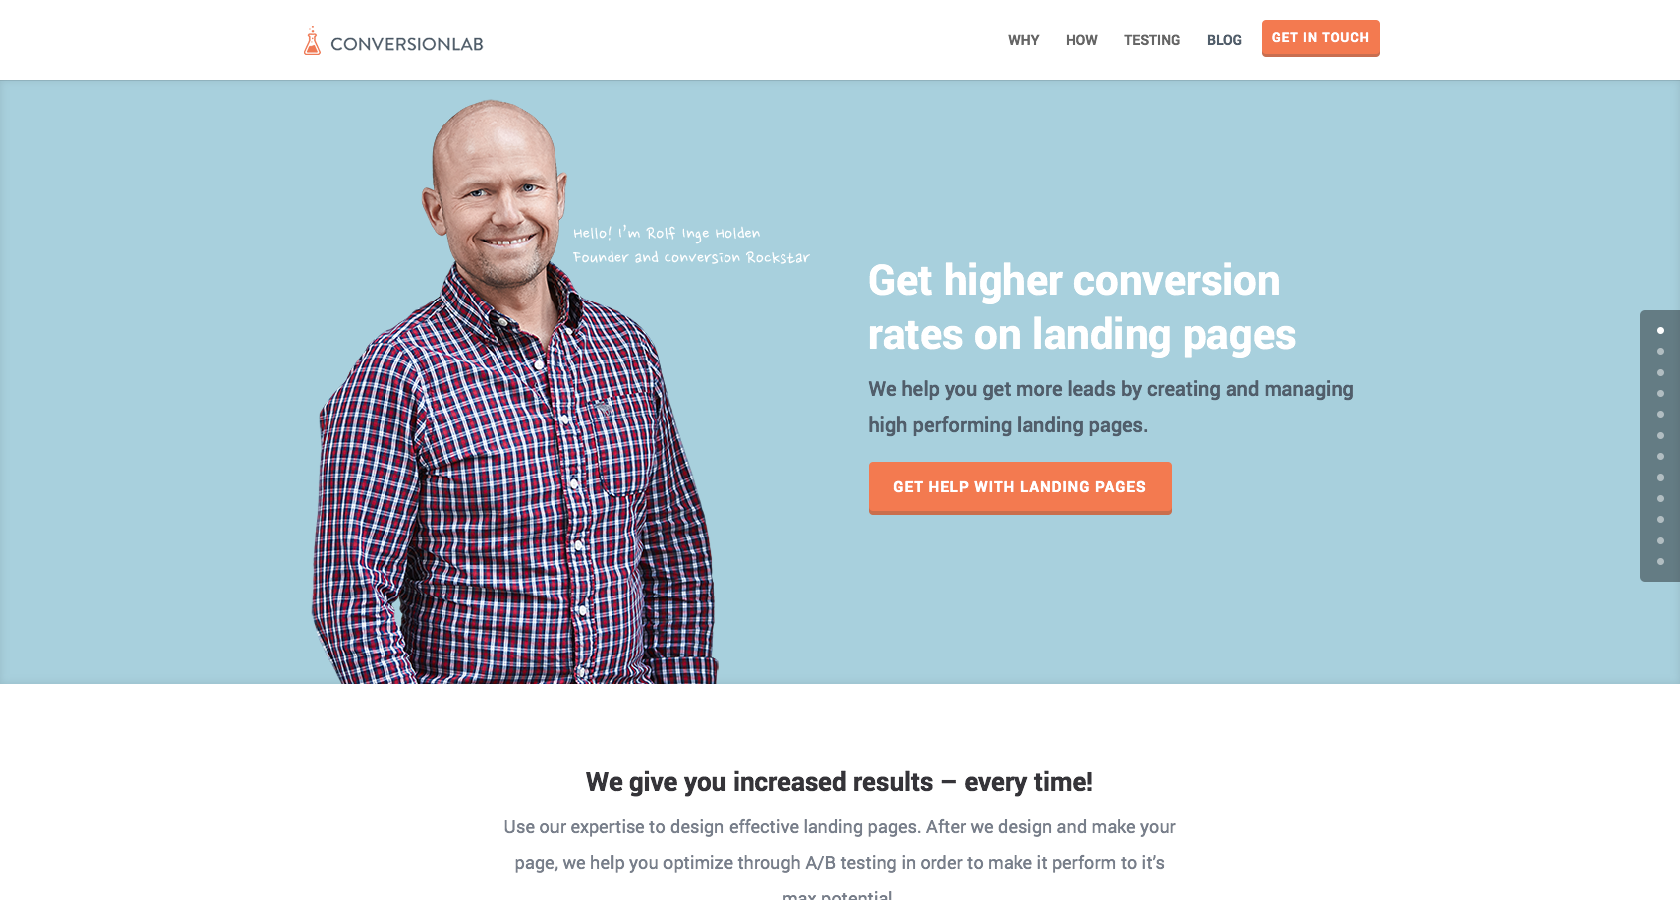 CONVERSIONLAB
WHY HOW TESTING BLOG GET IN TOUCH
Hello! I'm Rolf Inge Holden
Founder and conversion Rockstar
Get higher conversion
rates on landing pages
We help you get more leads by creating and managing
high performing landing pages.
GET HELP WITH LANDING PAGES
We give you increased results – every time!
Use our expertise to design effective landing pages. After we design and make your
page, we help you optimize through A/B testing in order to make it perform to it's
max potential